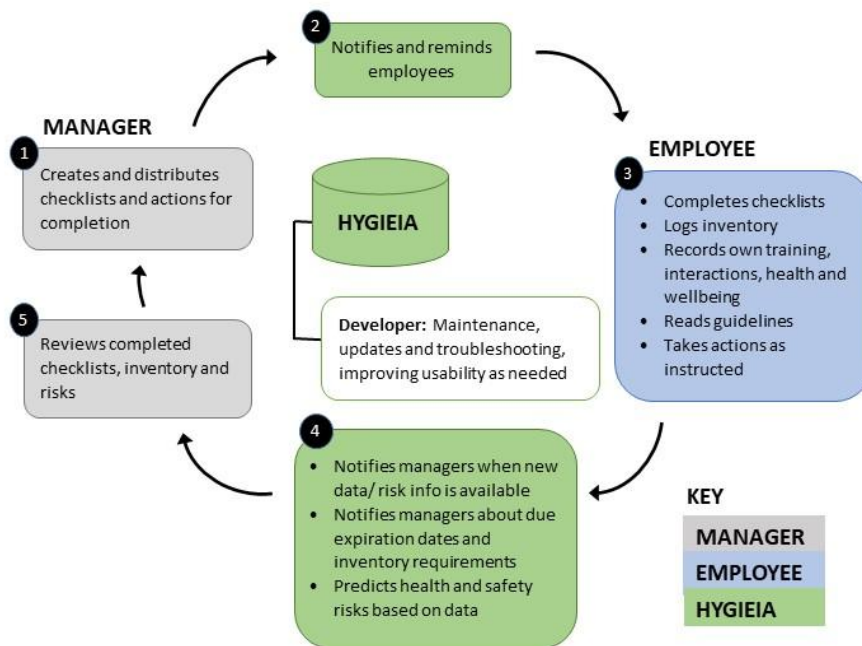 2
Notifies and reminds
employees
MANAGER
1
Creates and distributes
checklists and actions for
completion
EMPLOYEE
3
• Completes checklists
• Logs inventory
• Records own training,
interactions, health and
wellbeing
• Reads guidelines
• Takes actions as
instructed
HYGIEIA
Developer: Maintenance,
updates and troubleshooting,
improving usability as needed
5
Reviews completed
checklists, inventory and
risks
4
• Notifies managers when new
data/ risk info is available
• Notifies managers about due
expiration dates and
inventory requirements
• Predicts health and safety
risks based on data
KEY
MANAGER
EMPLOYEE
HYGIEIA